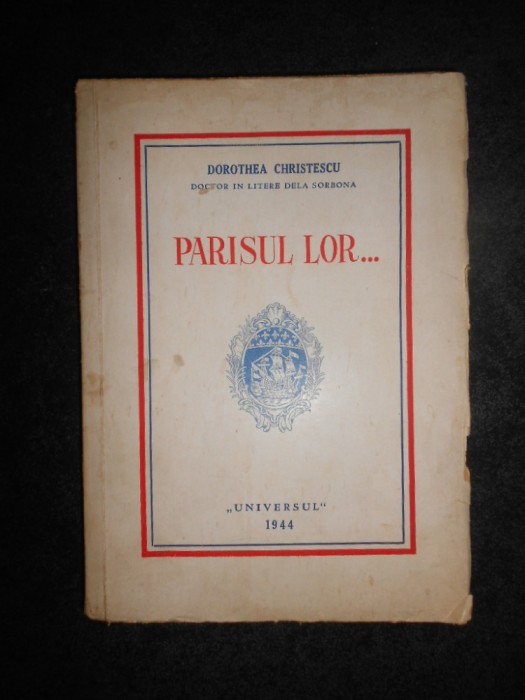 DOROTHEA CHRISTESCU
DOCTOR IN LITERE DELA SORBONA
PARISUL LOR...
„UNIVERSUL"
1944